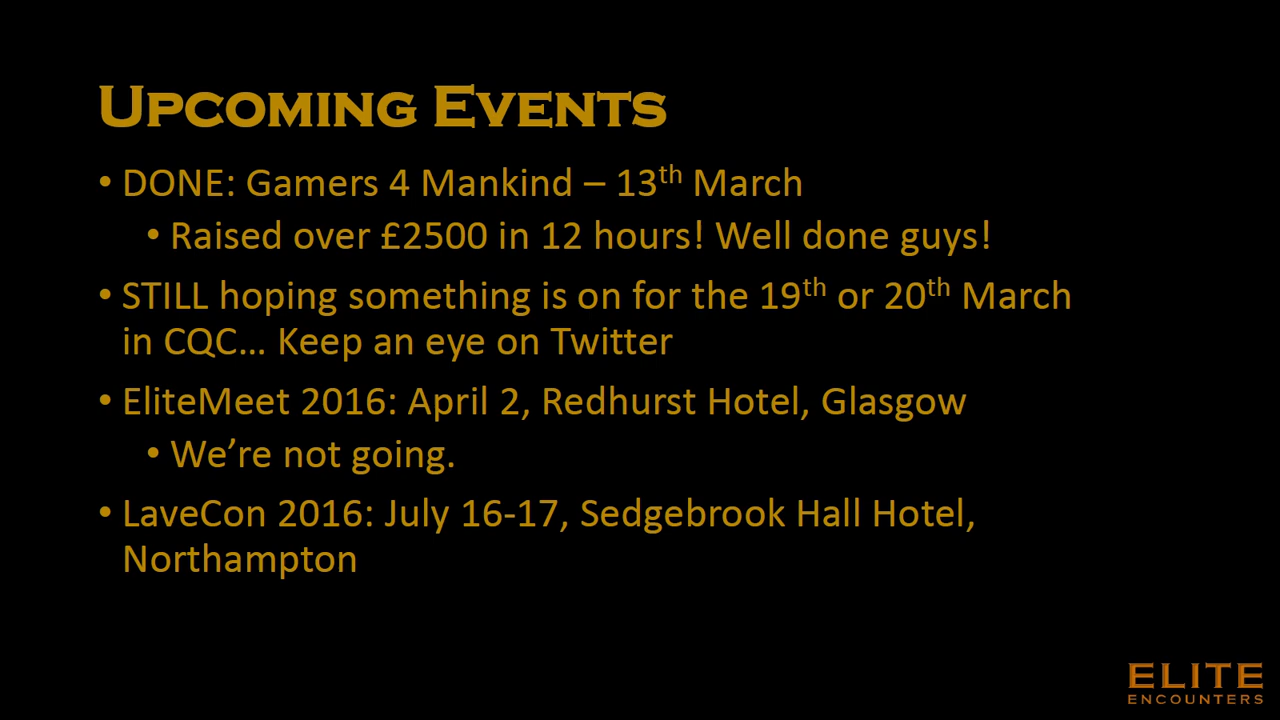 Upcoming Events
• DONE: Gamers 4 Mankind – 13th March
• Raised over £2500 in 12 hours! Well done guys!
• STILL hoping something is on for the 19th or 20th March
in CQC... Keep an eye on Twitter
• EliteMeet 2016: April 2, Redhurst Hotel, Glasgow
• We’re not going.
• LaveCon 2016: July 16-17, Sedgebrook Hall Hotel,
Northampton
ELITE
ENCOUNTERS